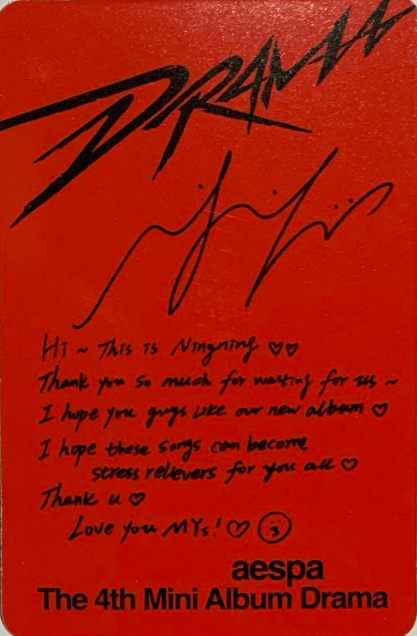 DRAMA
Hi ~ This is Ningning ♡♡
Thank you so much for waiting for us ~
I hope you guys like our new album ♡
I hope these songs can become
stress relievers for you all ♡
Thank u ♡
Love you MYs! ♡
aespa
The 4th Mini Album Drama